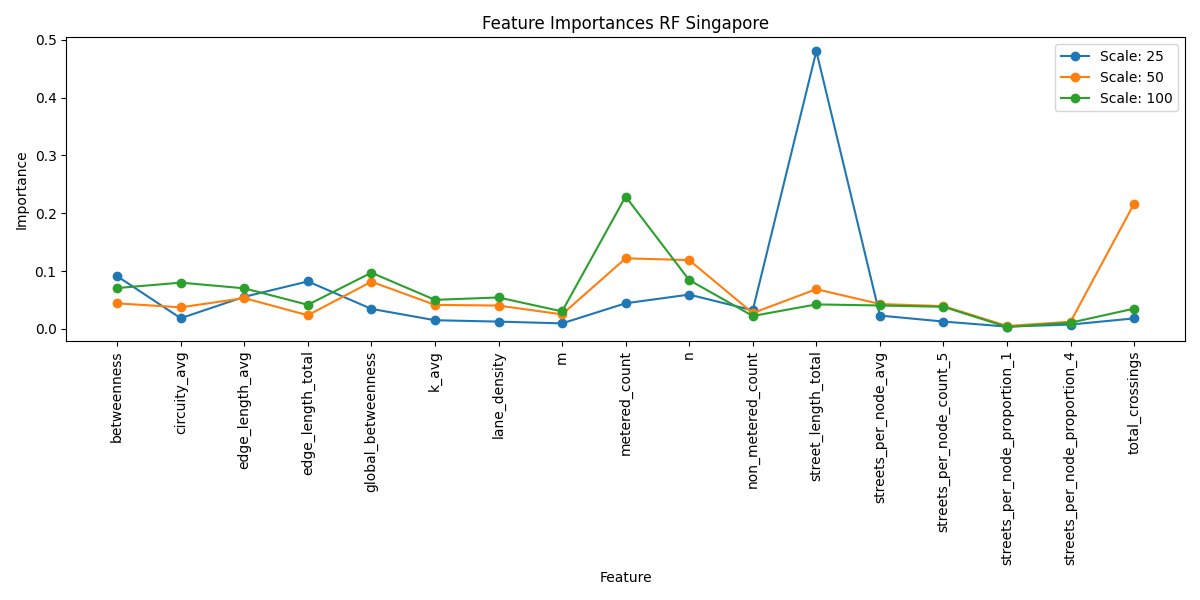 Feature Importances RF Singapore
Importance
0.5
0.4
0.3
0.2
0.1
0.0
Scale: 25
Scale: 50
Scale: 100
betweenness
circuity_avg
edge_length_avg
edge_length_total
global_betweenness
k_avg
lane_density
m
metered_count
n
non_metered_count
street_length_total
streets_per_node_avg
streets_per_node_count_5
streets_per_node_proportion_1
streets_per_node_proportion_4
total_crossings
Feature